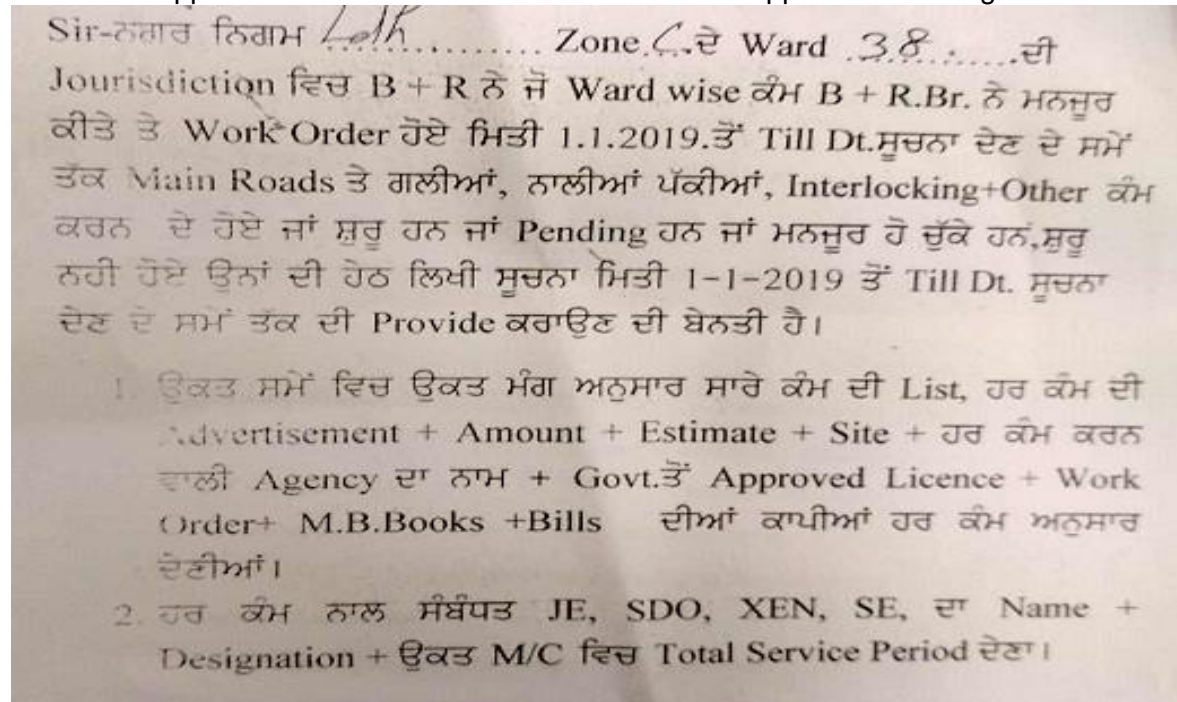 Sir-ਨਗਰ ਨਿਗਮ Ldh ............... Zone.C.ਦੇ Ward .38.......ਦੀ
Jourisdiction ਵਿਚ B + R ਨੇ ਜੋ Ward wise ਕੰਮ B + R.Br. ਨੇ ਮਨਜੂਰ
ਕੀਤੇ ਤੇ Work Order ਹੋਏ ਮਿਤੀ 1.1.2019.ਤੋਂ Till Dt.ਸੂਚਨਾ ਦੇਣ ਦੇ ਸਮੇਂ
ਤੱਕ Main Roads ਤੇ ਗਲੀਆਂ, ਨਾਲੀਆਂ ਪੱਕੀਆਂ, Interlocking+Other ਕੰਮ
ਕਰਨ ਦੇ ਹੋਏ ਜਾਂ ਸ਼ੁਰੂ ਹਨ ਜਾਂ Pending ਹਨ ਜਾਂ ਮਨਜੂਰ ਹੋ ਚੁੱਕੇ ਹਨ,ਸ਼ੁਰੂ
ਨਹੀ ਹੋਏ ਉਨਾਂ ਦੀ ਹੇਠ ਲਿਖੀ ਸੂਚਨਾ ਮਿਤੀ 1-1-2019 ਤੋਂ Till Dt. ਸੂਚਨਾ
ਦੇਣ ਦੇ ਸਮੇਂ ਤੱਕ ਦੀ Provide ਕਰਾਉਣ ਦੀ ਬੇਨਤੀ ਹੈ।
1. ਉਕਤ ਸਮੇਂ ਵਿਚ ਉਕਤ ਮੰਗ ਅਨੁਸਾਰ ਸਾਰੇ ਕੰਮ ਦੀ List, ਹਰ ਕੰਮ ਦੀ
Advertisement + Amount + Estimate + Site + ਹਰ ਕੰਮ ਕਰਨ
ਵਾਲੀ Agency ਦਾ ਨਾਮ + Govt.ਤੋਂ Approved Licence + Work
Order+ M.B.Books +Bills ਦੀਆਂ ਕਾਪੀਆਂ ਹਰ ਕੰਮ ਅਨੁਸਾਰ
ਦੇਣੀਆਂ।
2. ਹਰ ਕੰਮ ਨਾਲ ਸੰਬੰਧਤ JE, SDO, XEN, SE, ਦਾ Name +
Designation + ਉਕਤ M/C ਵਿਚ Total Service Period ਦੇਣਾ।